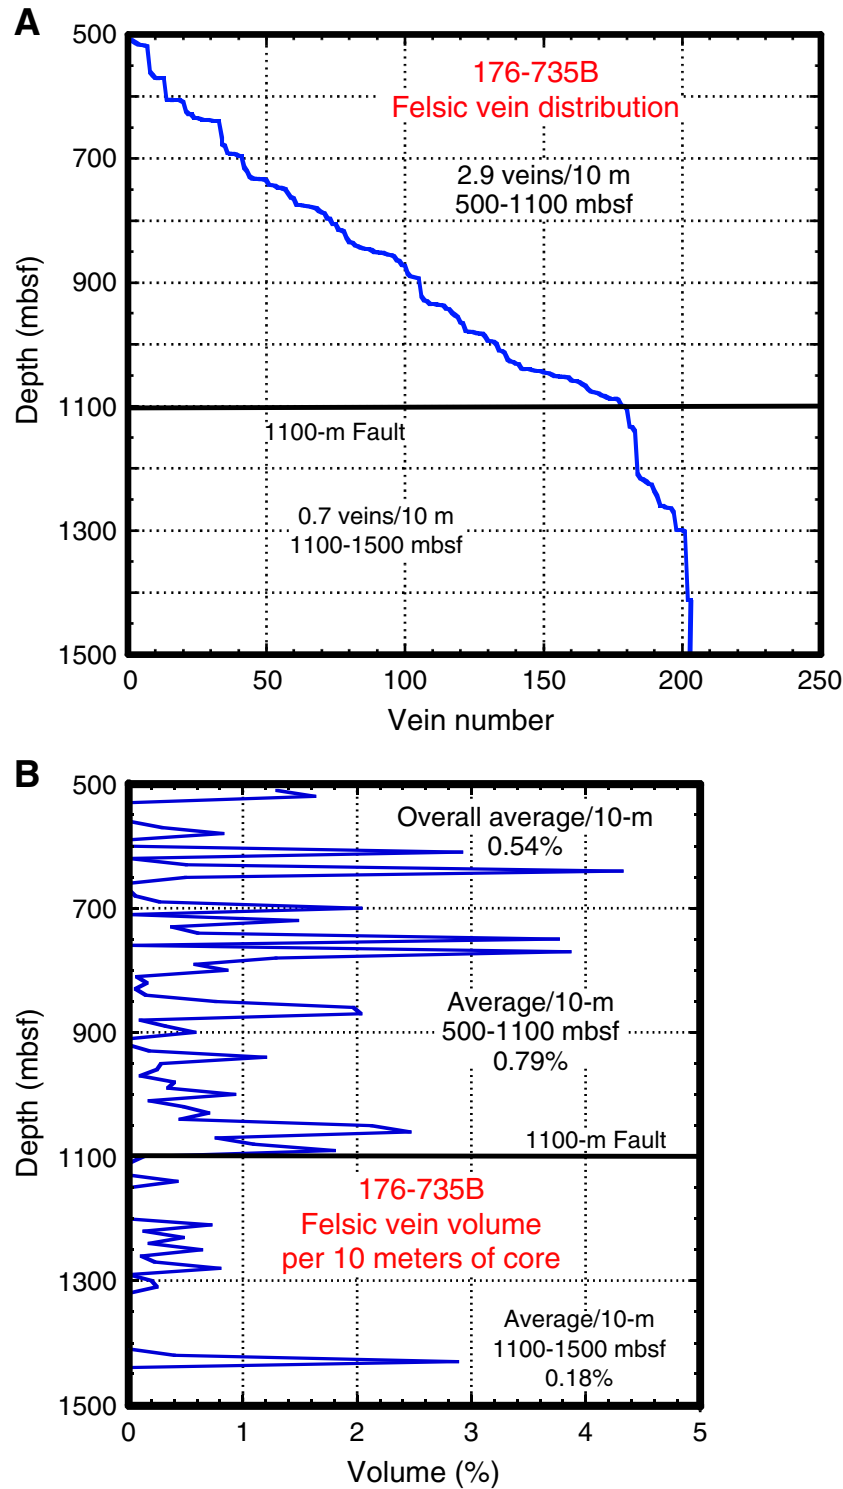 A
500
700
900
1100
1300
1500
Depth (mbsf)
176-735B
Felsic vein distribution
2.9 veins/10 m
500-1100 mbsf
1100-m Fault
0.7 veins/10 m
1100-1500 mbsf
0 50 100 150 200 250
Vein number
B
500
700
900
1100
1300
1500
Depth (mbsf)
Overall average/10-m
0.54%
Average/10-m
500-1100 mbsf
0.79%
1100-m Fault
176-735B
Felsic vein volume
per 10 meters of core
Average/10-m
1100-1500 mbsf
0.18%
0 1 2 3 4 5
Volume (%)